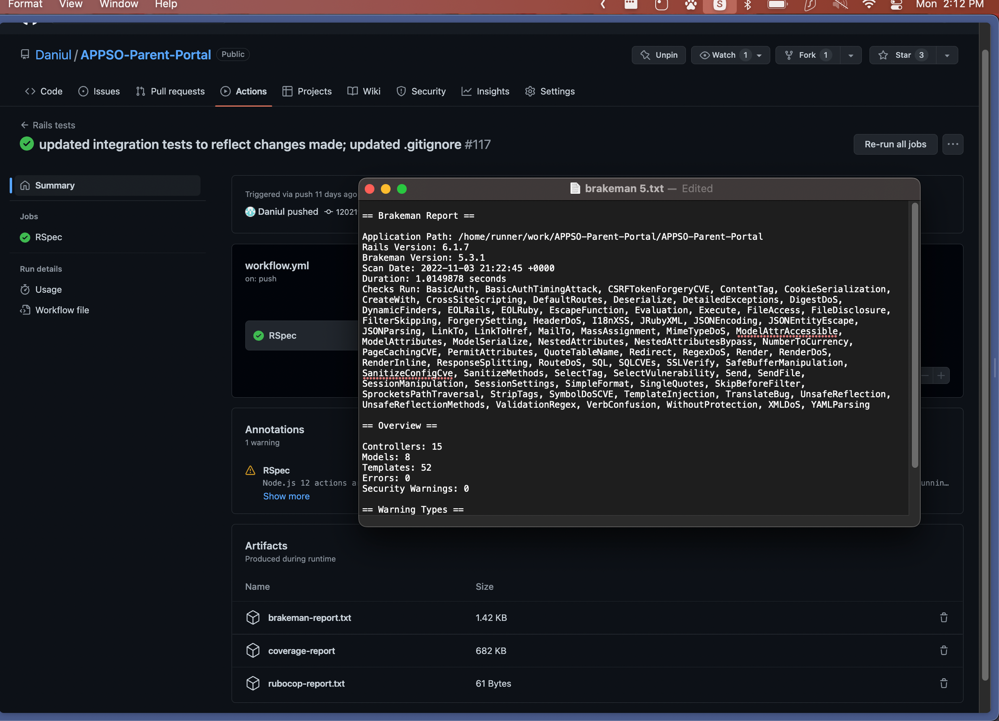 Format View Window Help Mon 2:12 PM
Daniul / APPSO-Parent-Portal Public
Unpin Watch 1 Fork 1 Star 3
Code Issues Pull requests Actions Projects Wiki Security Insights Settings
Rails tests
updated integration tests to reflect changes made; updated .gitignore #117
Re-run all jobs
Summary
Jobs
RSpec
Run details
Usage
Workflow file
Triggered via push 11 days ago
Daniul pushed 12021
workflow.yml
on: push
RSpec
Annotations
1 warning
RSpec
Node.js 12 actions a
unnin…
Show more
brakeman 5.txt — Edited
== Brakeman Report ==
Application Path: /home/runner/work/APPSO-Parent-Portal/APPSO-Parent-Portal
Rails Version: 6.1.7
Brakeman Version: 5.3.1
Scan Date: 2022-11-03 21:22:45 +0000
Duration: 1.0149878 seconds
Checks Run: BasicAuth, BasicAuthTimingAttack, CSRFTokenForgeryCVE, ContentTag, CookieSerialization,
CreateWith, CrossSiteScripting, DefaultRoutes, Deserialize, DetailedExceptions, DigestDoS,
DynamicFinders, EOLRails, EOLRuby, EscapeFunction, Evaluation, Execute, FileAccess, FileDisclosure,
FilterSkipping, ForgerySetting, HeaderDoS, I18nXSS, JRubyXML, JSONEncoding, JSONEntityEscape,
JSONParsing, LinkTo, LinkToHref, MailTo, MassAssignment, MimeTypeDoS, ModelAttrAccessible,
ModelAttributes, ModelSerialize, NestedAttributes, NestedAttributesBypass, NumberToCurrency,
PageCachingCVE, PermitAttributes, QuoteTableName, Redirect, RegexDoS, Render, RenderDoS,
RenderInline, ResponseSplitting, RouteDoS, SQL, SQLCVEs, SSLVerify, SafeBufferManipulation,
SanitizeConfigCve, SanitizeMethods, SelectTag, SelectVulnerability, Send, SendFile,
SessionManipulation, SessionSettings, SimpleFormat, SingleQuotes, SkipBeforeFilter,
SprocketsPathTraversal, StripTags, SymbolDoSCVE, TemplateInjection, TranslateBug, UnsafeReflection,
UnsafeReflectionMethods, ValidationRegex, VerbConfusion, WithoutProtection, XMLDoS, YAMLParsing
== Overview ==
Controllers: 15
Models: 8
Templates: 52
Errors: 0
Security Warnings: 0
== Warning Types ==
Artifacts
Produced during runtime
Name Size
brakeman-report.txt 1.42 KB
coverage-report 682 KB
rubocop-report.txt 61 Bytes